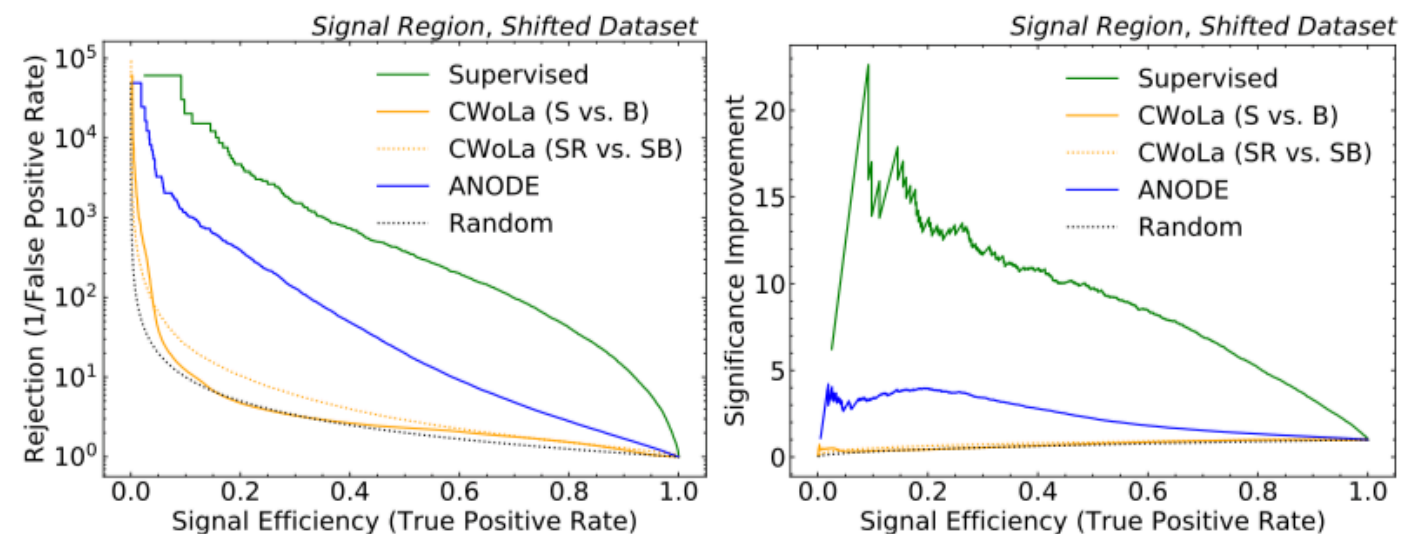 Signal Region, Shifted Dataset
Rejection (1/False Positive Rate)
10^5
10^4
10^3
10^2
10^1
10^0
Supervised
CWoLa (S vs. B)
CWoLa (SR vs. SB)
ANODE
Random
0.0 0.2 0.4 0.6 0.8 1.0
Signal Efficiency (True Positive Rate)
Signal Region, Shifted Dataset
Significance Improvement
20
15
10
5
0
Supervised
CWoLa (S vs. B)
CWoLa (SR vs. SB)
ANODE
Random
0.0 0.2 0.4 0.6 0.8 1.0
Signal Efficiency (True Positive Rate)